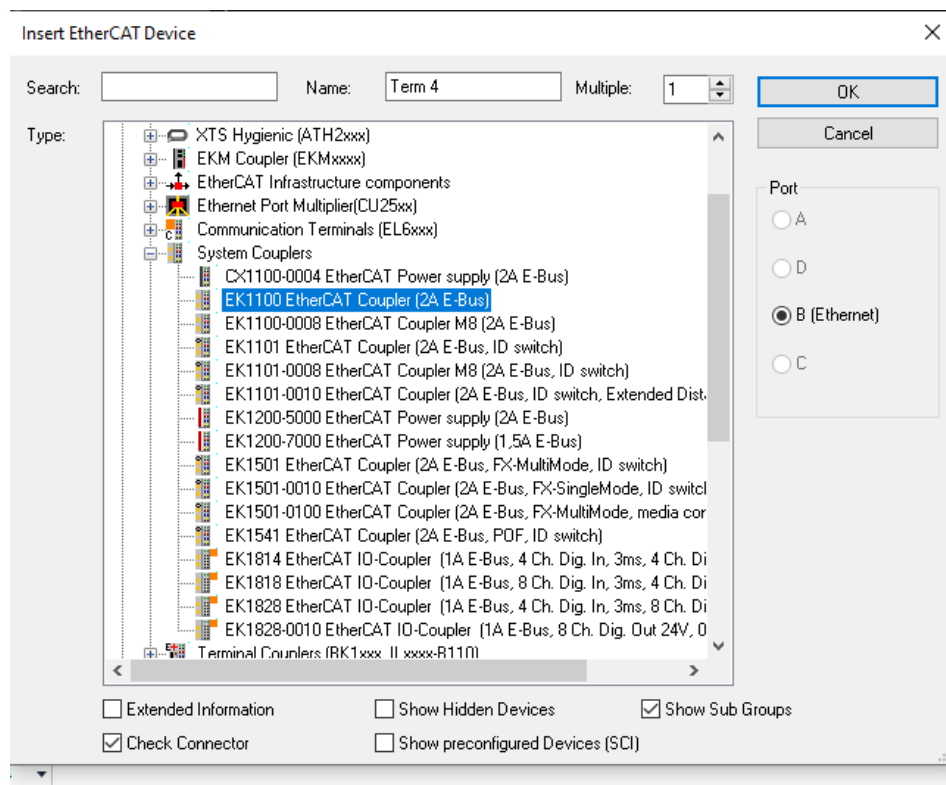 Insert EtherCAT Device
Search: Name: Term 4 Multiple: 1 OK
Type: Cancel
XTS Hygienic (ATH2xxx)
EKM Coupler (EKMxxxx)
EtherCAT Infrastructure components
Port
Ethernet Port Multiplier(CU25xx)
A
Communication Terminals (EL6xxx)
System Couplers
D
CX1100-0004 EtherCAT Power supply (2A E-Bus)
EK1100 EtherCAT Coupler (2A E-Bus)
B (Ethernet)
EK1100-0008 EtherCAT Coupler M8 (2A E-Bus)
EK1101 EtherCAT Coupler (2A E-Bus, ID switch)
C
EK1101-0008 EtherCAT Coupler M8 (2A E-Bus, ID switch)
EK1101-0010 EtherCAT Coupler (2A E-Bus, ID switch, Extended Dist
EK1200-5000 EtherCAT Power supply (2A E-Bus)
EK1200-7000 EtherCAT Power supply (1,5A E-Bus)
EK1501 EtherCAT Coupler (2A E-Bus, FX-MultiMode, ID switch)
EK1501-0010 EtherCAT Coupler (2A E-Bus, FX-SingleMode, ID switcl
EK1501-0100 EtherCAT Coupler (2A E-Bus, FX-MultiMode, media cor
EK1541 EtherCAT Coupler (2A E-Bus, POF, ID switch)
EK1814 EtherCAT IO-Coupler (1A E-Bus, 4 Ch. Dig. In, 3ms, 4 Ch. Di
EK1818 EtherCAT IO-Coupler (1A E-Bus, 8 Ch. Dig. In, 3ms, 4 Ch. Di
EK1828 EtherCAT IO-Coupler (1A E-Bus, 4 Ch. Dig. In, 3ms, 8 Ch. Di
EK1828-0010 EtherCAT IO-Coupler (1A E-Bus, 8 Ch. Dig. Out 24V, 0
Terminal Couplers (BK1xxx, ILxxxx-B110)
Extended Information Show Hidden Devices Show Sub Groups
Check Connector Show preconfigured Devices (SCI)